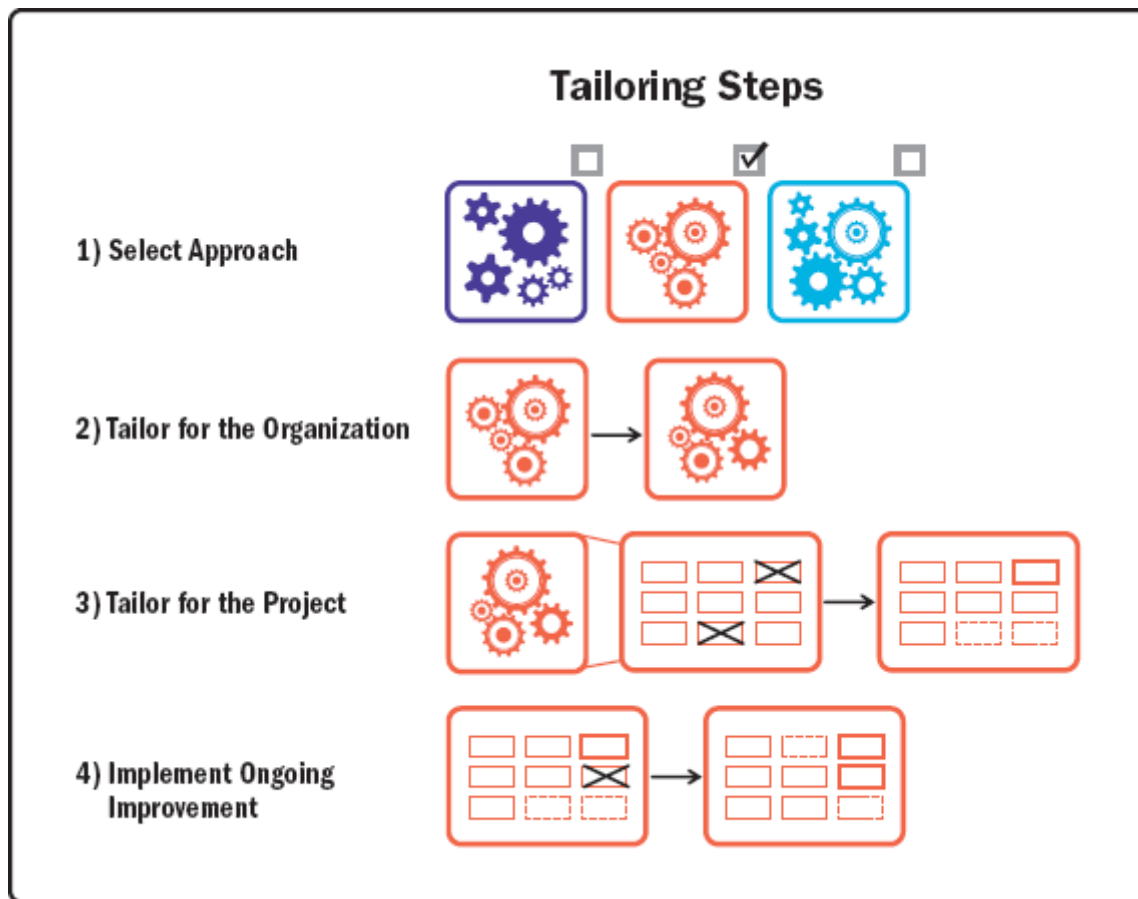 Tailoring Steps
1) Select Approach
2) Tailor for the Organization
3) Tailor for the Project
4) Implement Ongoing
Improvement